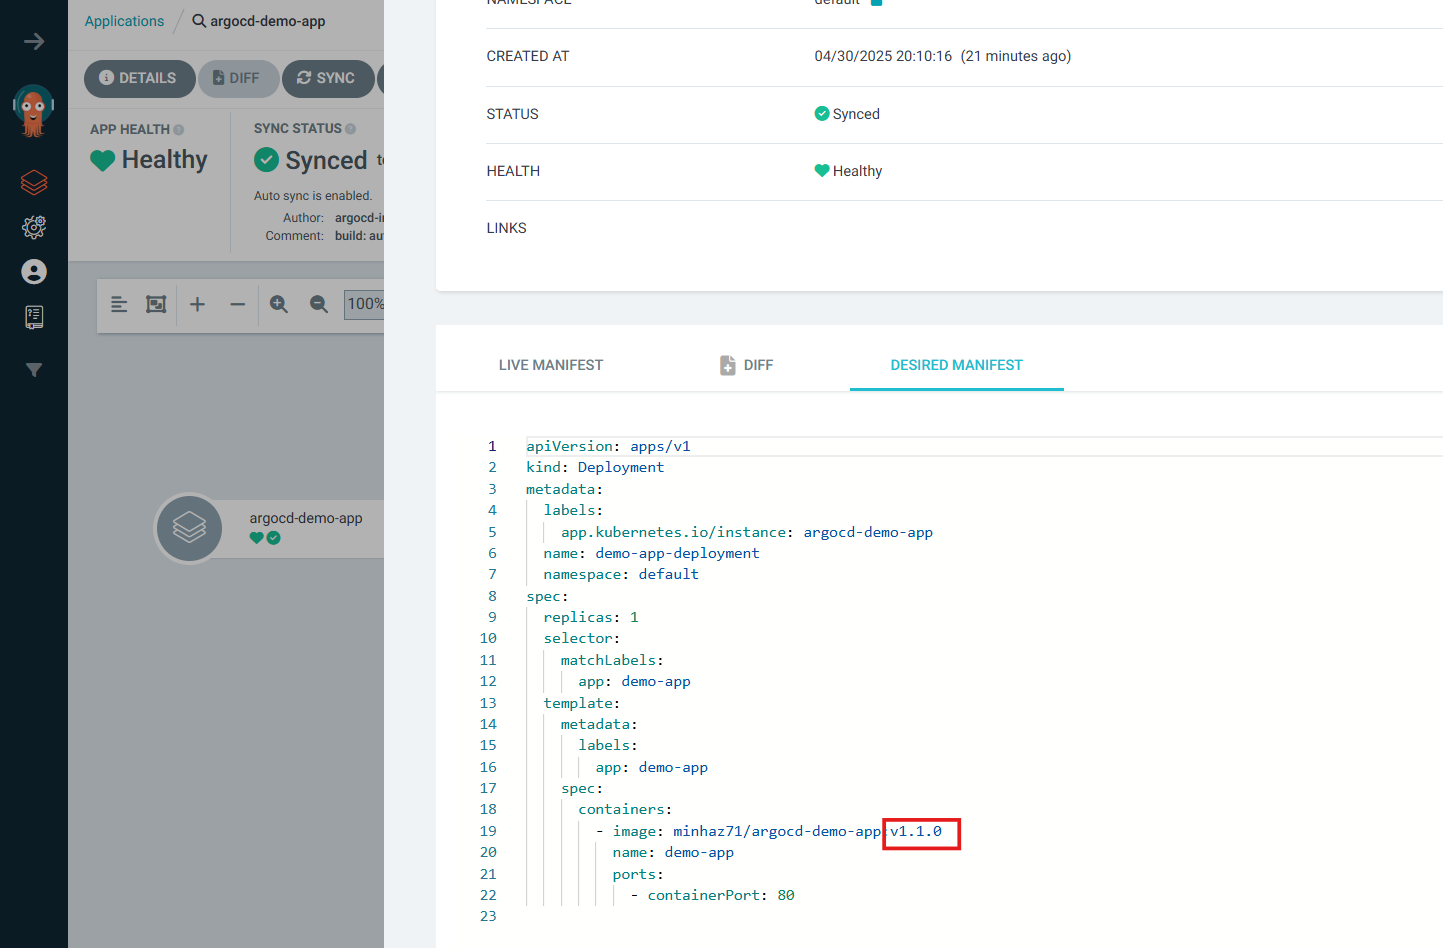 Applications / argocd-demo-app
DETAILS DIFF SYNC
APP HEALTH
Healthy
SYNC STATUS
Synced
Auto sync is enabled.
Author:
Comment: build:
100%
argocd-demo-app
default
CREATED AT 04/30/2025 20:10:16 (21 minutes ago)
STATUS Synced
HEALTH Healthy
LINKS
LIVE MANIFEST DIFF DESIRED MANIFEST
1 apiVersion: apps/v1
2 kind: Deployment
3 metadata:
4 labels:
5 app.kubernetes.io/instance: argocd-demo-app
6 name: demo-app-deployment
7 namespace: default
8 spec:
9 replicas: 1
10 selector:
11 matchLabels:
12 app: demo-app
13 template:
14 metadata:
15 labels:
16 app: demo-app
17 spec:
18 containers:
19 - image: minhaz71/argocd-demo-app:v1.1.0
20 name: demo-app
21 ports:
22 - containerPort: 80
23